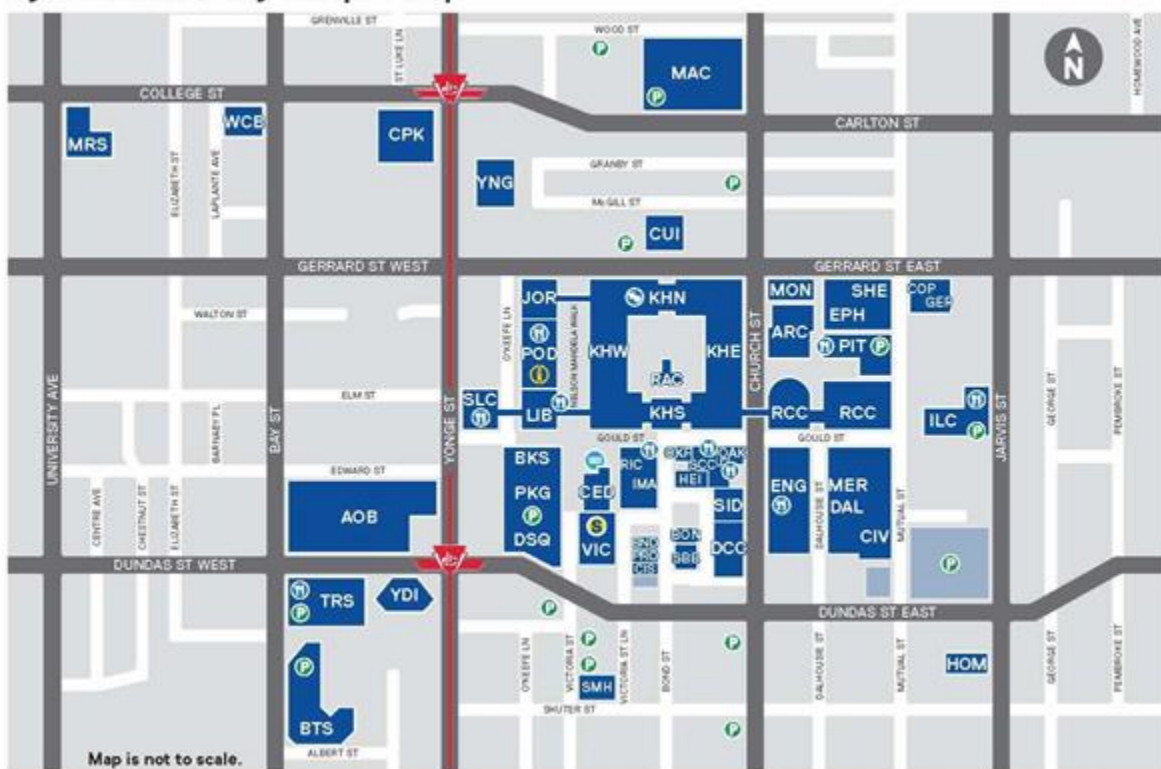 GRENVILLE ST
ST LUKE LN
WOOD ST
HOMEWOOD AVE
N
MAC
P
P
COLLEGE ST
CARLTON ST
MRS
WCB
CPK
YNG
GRANBY ST
McGILL ST
P
P
CUI
ELIZABETH ST
LAPLANTE AVE
GERRARD ST WEST
GERRARD ST EAST
JOR
KHN
MON
SHE
COP
GER
EPH
WALTON ST
O'KEEFE LN
NELSON MANDELA WALK
POD
KHW
KHE
ARC
PIT
P
RAC
CHURCH ST
UNIVERSITY AVE
BAY ST
YONGE ST
ELM ST
BARNABY PL
SLC
LIB
KHS
RCC
RCC
ILC
P
JARVIS ST
GEORGE ST
PEMBROKE ST
GOULD ST
GOULD ST
EDWARD ST
BKS
PKG
P
DSQ
CED
S
VIC
RIC
IMA
OAK
HEI
SID
BON
BBB
DCC
CIS
ENG
MER
DAL
CIV
DALHOUSIE ST
MUTUAL ST
P
AOB
CENTRE AVE
CHESTNUT ST
ELIZABETH ST
DUNDAS ST WEST
DUNDAS ST EAST
TRS
P
YDI
P
P
P
P
SMH
O'KEEFE LN
VICTORIA ST
VICTORIA ST LN
BOND ST
DALHOUSIE ST
MUTUAL ST
HOM
GEORGE ST
PEMBROKE ST
P
BTS
SHUTER ST
P
ALBERT ST
Map is not to scale.